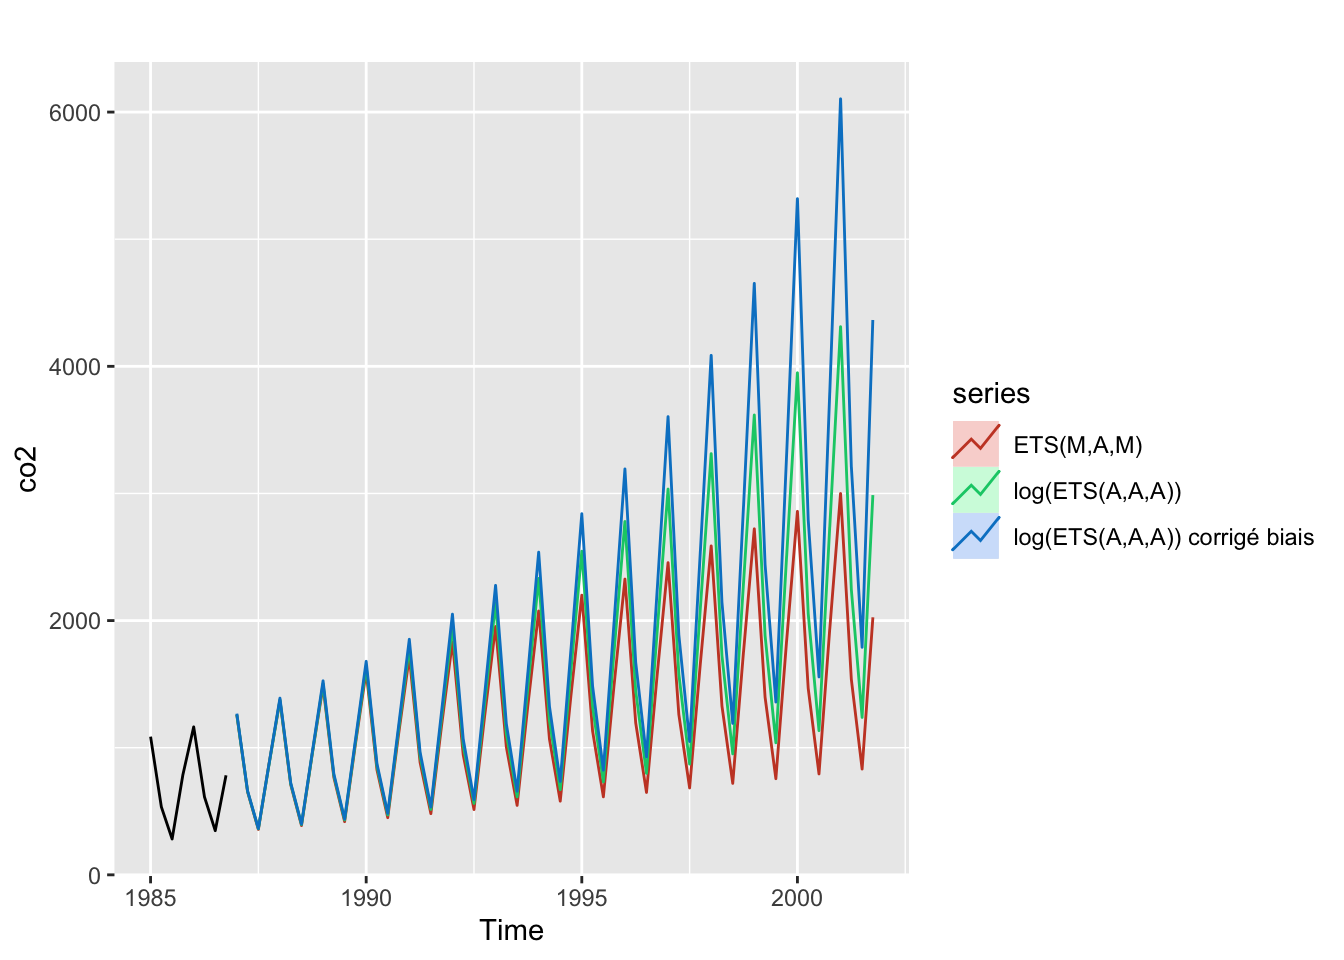 6000
4000
2000
0
co2
1985
1990
1995
2000
Time
series
ETS(M,A,M)
log(ETS(A,A,A))
log(ETS(A,A,A)) corrigé biais